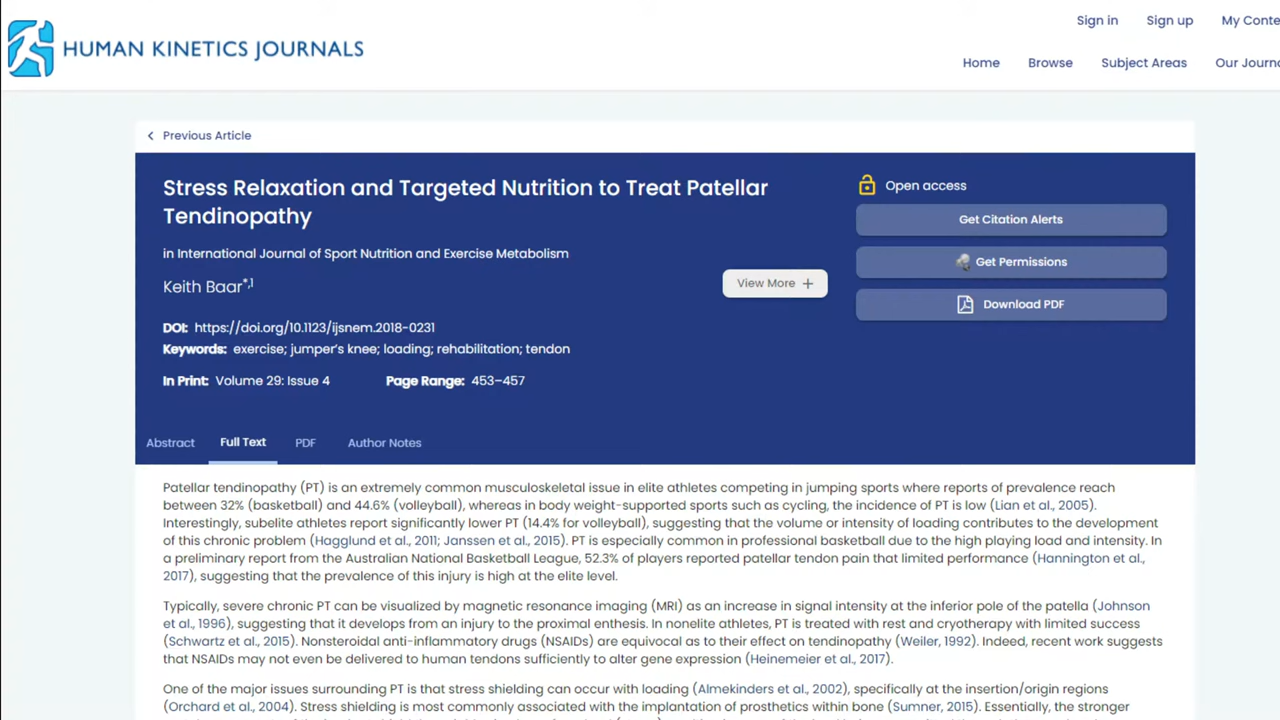 Sign in Sign up My Conte
HUMAN KINETICS JOURNALS
Home Browse Subject Areas Our Journa
Previous Article
Stress Relaxation and Targeted Nutrition to Treat Patellar
Tendinopathy
in International Journal of Sport Nutrition and Exercise Metabolism
Keith Baar*,1
View More +
DOI: https://doi.org/10.1123/ijsnem.2018-0231
Keywords: exercise; jumper's knee; loading; rehabilitation; tendon
In Print: Volume 29: Issue 4 Page Range: 453–457
Open access
Get Citation Alerts
Get Permissions
Download PDF
Abstract Full Text PDF Author Notes
Patellar tendinopathy (PT) is an extremely common musculoskeletal issue in elite athletes competing in jumping sports where reports of prevalence reach
between 32% (basketball) and 44.6% (volleyball), whereas in body weight-supported sports such as cycling, the incidence of PT is low (Lian et al., 2005).
Interestingly, subelite athletes report significantly lower PT (14.4% for volleyball), suggesting that the volume or intensity of loading contributes to the development
of this chronic problem (Hagglund et al., 2011; Janssen et al., 2015). PT is especially common in professional basketball due to the high playing load and intensity. In
a preliminary report from the Australian National Basketball League, 52.3% of players reported patellar tendon pain that limited performance (Hannington et al.,
2017), suggesting that the prevalence of this injury is high at the elite level.
Typically, severe chronic PT can be visualized by magnetic resonance imaging (MRI) as an increase in signal intensity at the inferior pole of the patella (Johnson
et al., 1996), suggesting that it develops from an injury to the proximal enthesis. In nonelite athletes, PT is treated with rest and cryotherapy with limited success
(Schwartz et al., 2015). Nonsteroidal anti-inflammatory drugs (NSAIDs) are equivocal as to their effect on tendinopathy (Weiler, 1992). Indeed, recent work suggests
that NSAIDs may not even be delivered to human tendons sufficiently to alter gene expression (Heinemeier et al., 2017).
One of the major issues surrounding PT is that stress shielding can occur with loading (Almekinders et al., 2002), specifically at the insertion/origin regions
(Orchard et al., 2004). Stress shielding is most commonly associated with the implantation of prosthetics within bone (Sumner, 2015). Essentially, the stronger